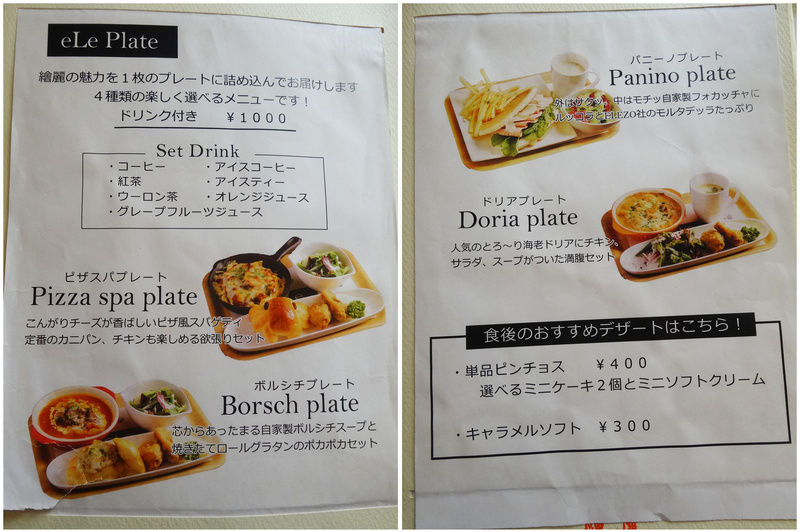 eLe Plate
繪麗の魅力を１枚のプレートに詰め込んでお届けします
４種類の楽しく選べるメニューです！
ドリンク付き　￥１０００
Set Drink
・コーヒー　・アイスコーヒー
・紅茶　・アイスティー
・ウーロン茶　・オレンジジュース
・グレープフルーツジュース
ピザスパプレート
Pizza spa plate
こんがりチーズが香ばしいピザ風スパゲティ
定番のカニパン、チキンも楽しめる欲張りセット
ボルシチプレート
Borsch plate
芯からあったまる自家製ボルシチスープと
焼きたてロールグラタンのポカポカセット
パニーノプレート
Panino plate
外はサクッ、中はモチッ自家製フォカッチャに
ルッコラとELEZO社のモルタデッラたっぷり
ドリアプレート
Doria plate
人気のとろ～り海老ドリアにチキン、
サラダ、スープがついた満腹セット
食後のおすすめデザートはこちら！
・単品ピンチョス　￥４００
選べるミニケーキ２個とミニソフトクリーム
・キャラメルソフト　￥３００